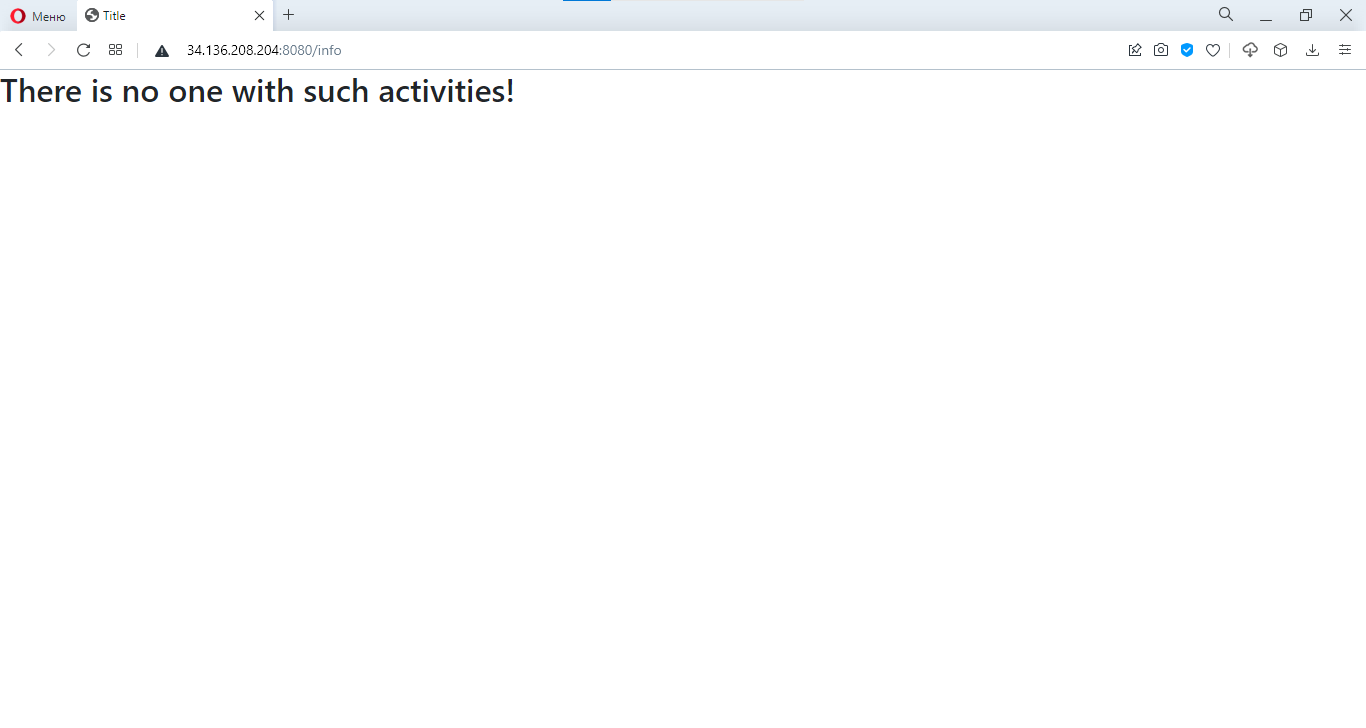 Меню
Title
34.136.208.204:8080/info
There is no one with such activities!